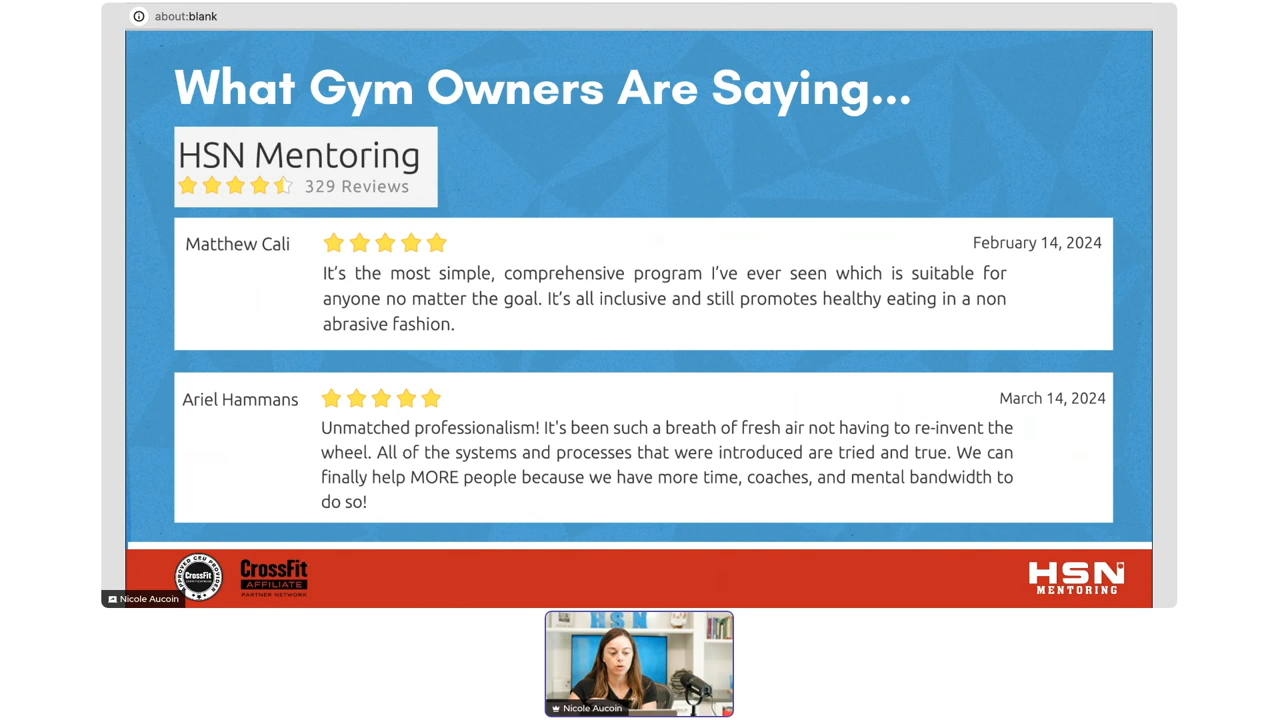 about:blank
What Gym Owners Are Saying...
HSN Mentoring
329 Reviews
Matthew Cali
February 14, 2024
It’s the most simple, comprehensive program I’ve ever seen which is suitable for
anyone no matter the goal. It’s all inclusive and still promotes healthy eating in a non
abrasive fashion.
Ariel Hammans
March 14, 2024
Unmatched professionalism! It's been such a breath of fresh air not having to re-invent the
wheel. All of the systems and processes that were introduced are tried and true. We can
finally help MORE people because we have more time, coaches, and mental bandwidth to
do so!
APPROVED CEU PROVIDER
CrossFit
CrossFit
AFFILIATE
PARTNER NETWORK
HSN
MENTORING
Nicole Aucoin
HSN
Nicole Aucoin